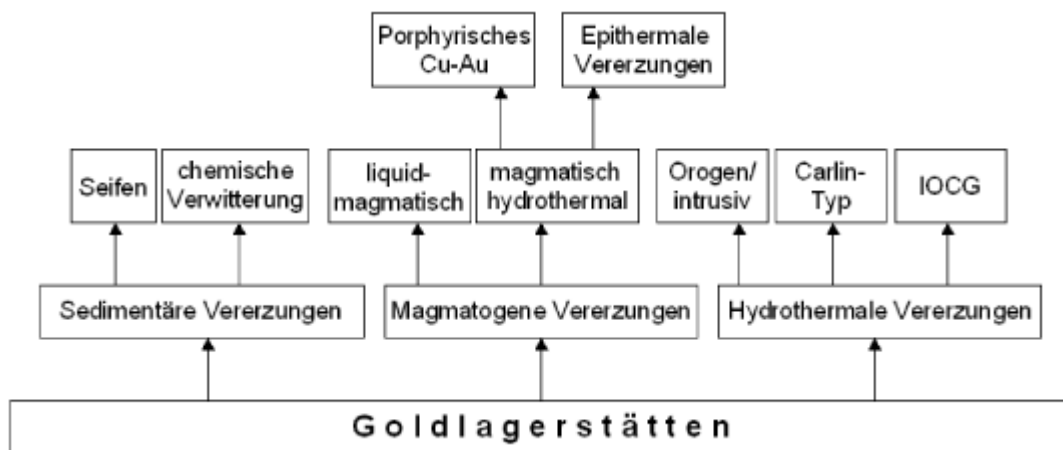 Porphyrisches
Cu-Au
Epithermale
Vererzungen
Seifen
chemische
Verwitterung
liquid-
magmatisch
magmatisch
hydrothermal
Orogen/
intrusiv
Carlin-
Typ
IOCG
Sedimentäre Vererzungen
Magmatogene Vererzungen
Hydrothermale Vererzungen
Goldlagerstätten